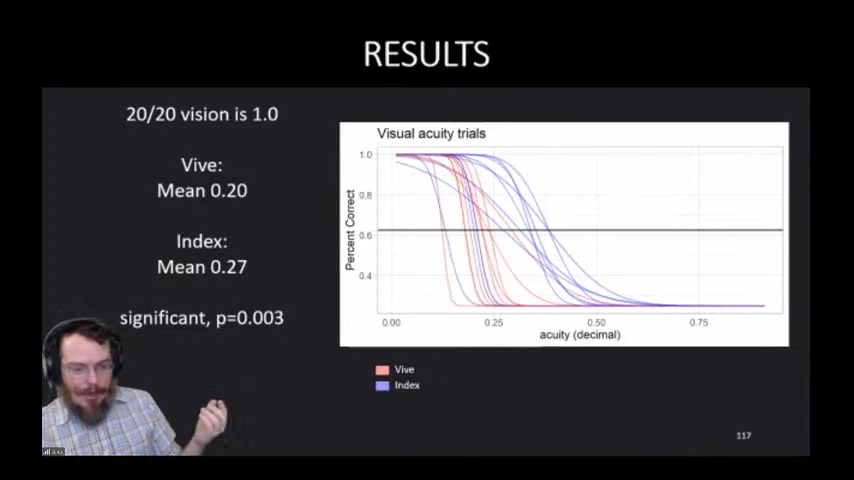 RESULTS
20/20 vision is 1.0
Vive:
Mean 0.20
Index:
Mean 0.27
significant, p=0.003
Visual acuity trials
Percent Correct
1.0
0.8
0.6
0.4
0.00
0.25
0.50
0.75
acuity (decimal)
Vive
Index
117